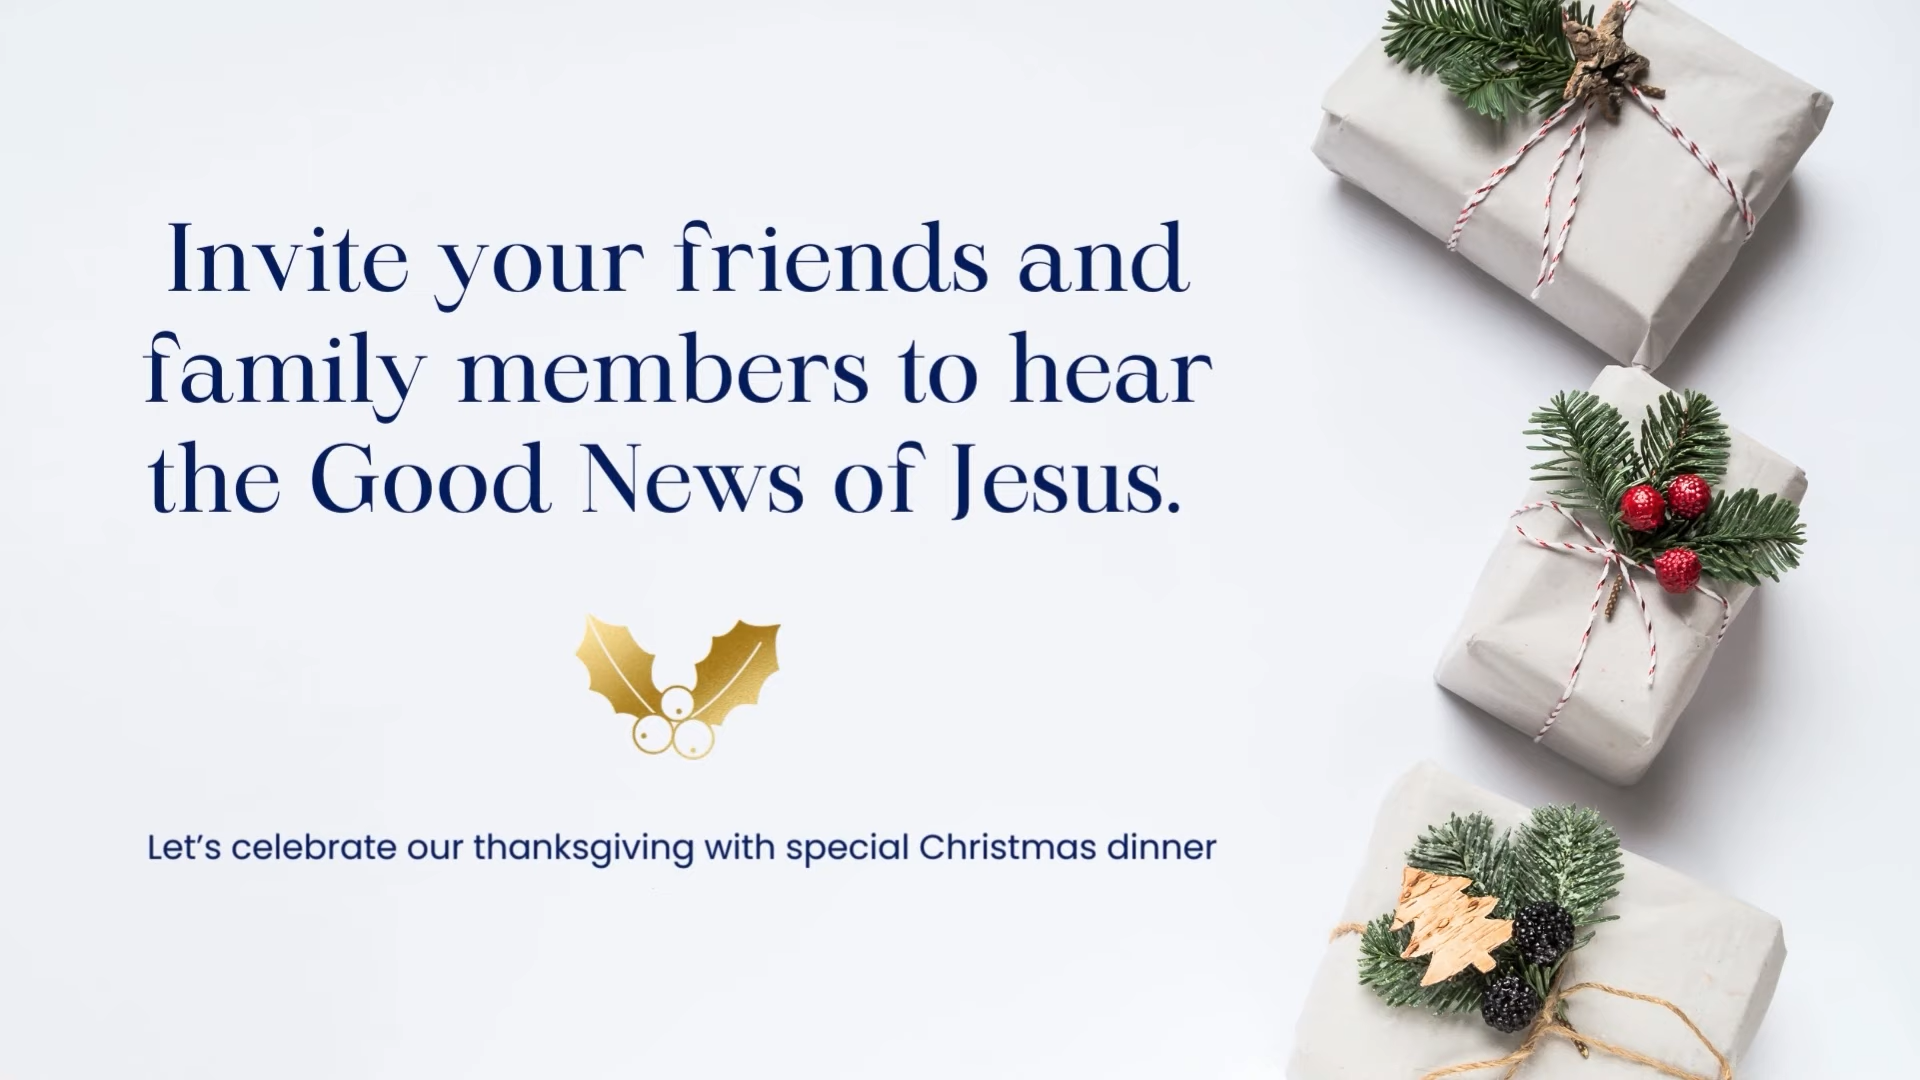 Invite your friends and
family members to hear
the Good News of Jesus.
Let’s celebrate our thanksgiving with special Christmas dinner